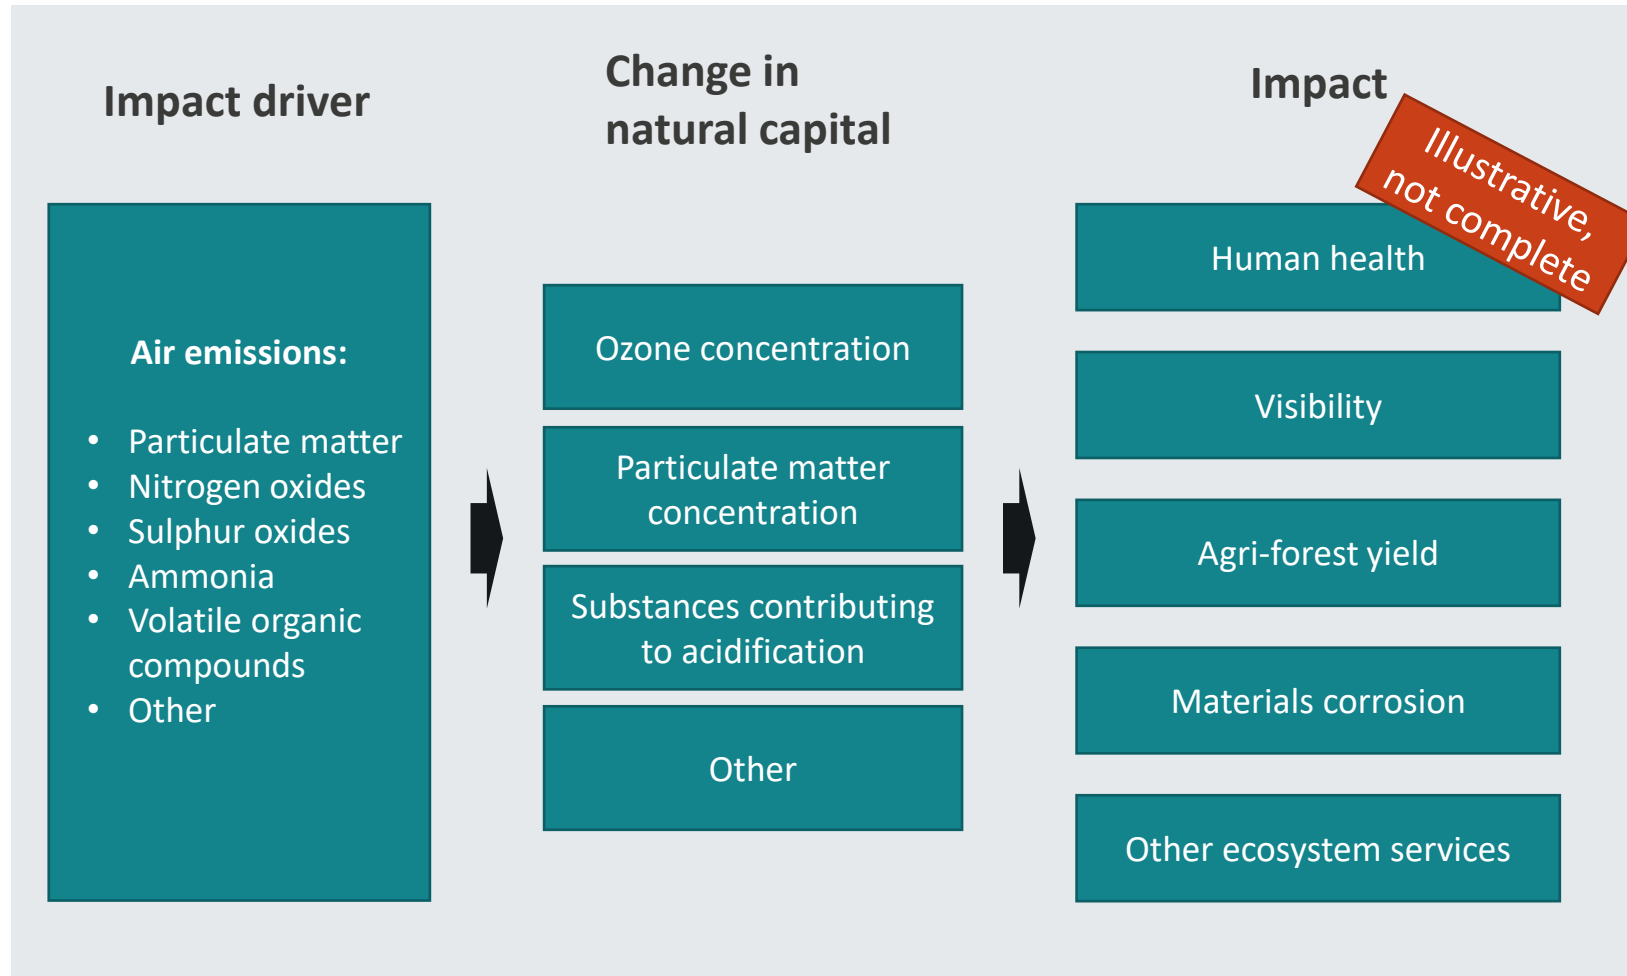 Impact driver
Air emissions:
• Particulate matter
• Nitrogen oxides
• Sulphur oxides
• Ammonia
• Volatile organic
compounds
• Other
Change in
natural capital
Ozone concentration
Particulate matter
concentration
Substances contributing
to acidification
Other
Impact
Illustrative,
not complete
Human health
Visibility
Agri-forest yield
Materials corrosion
Other ecosystem services